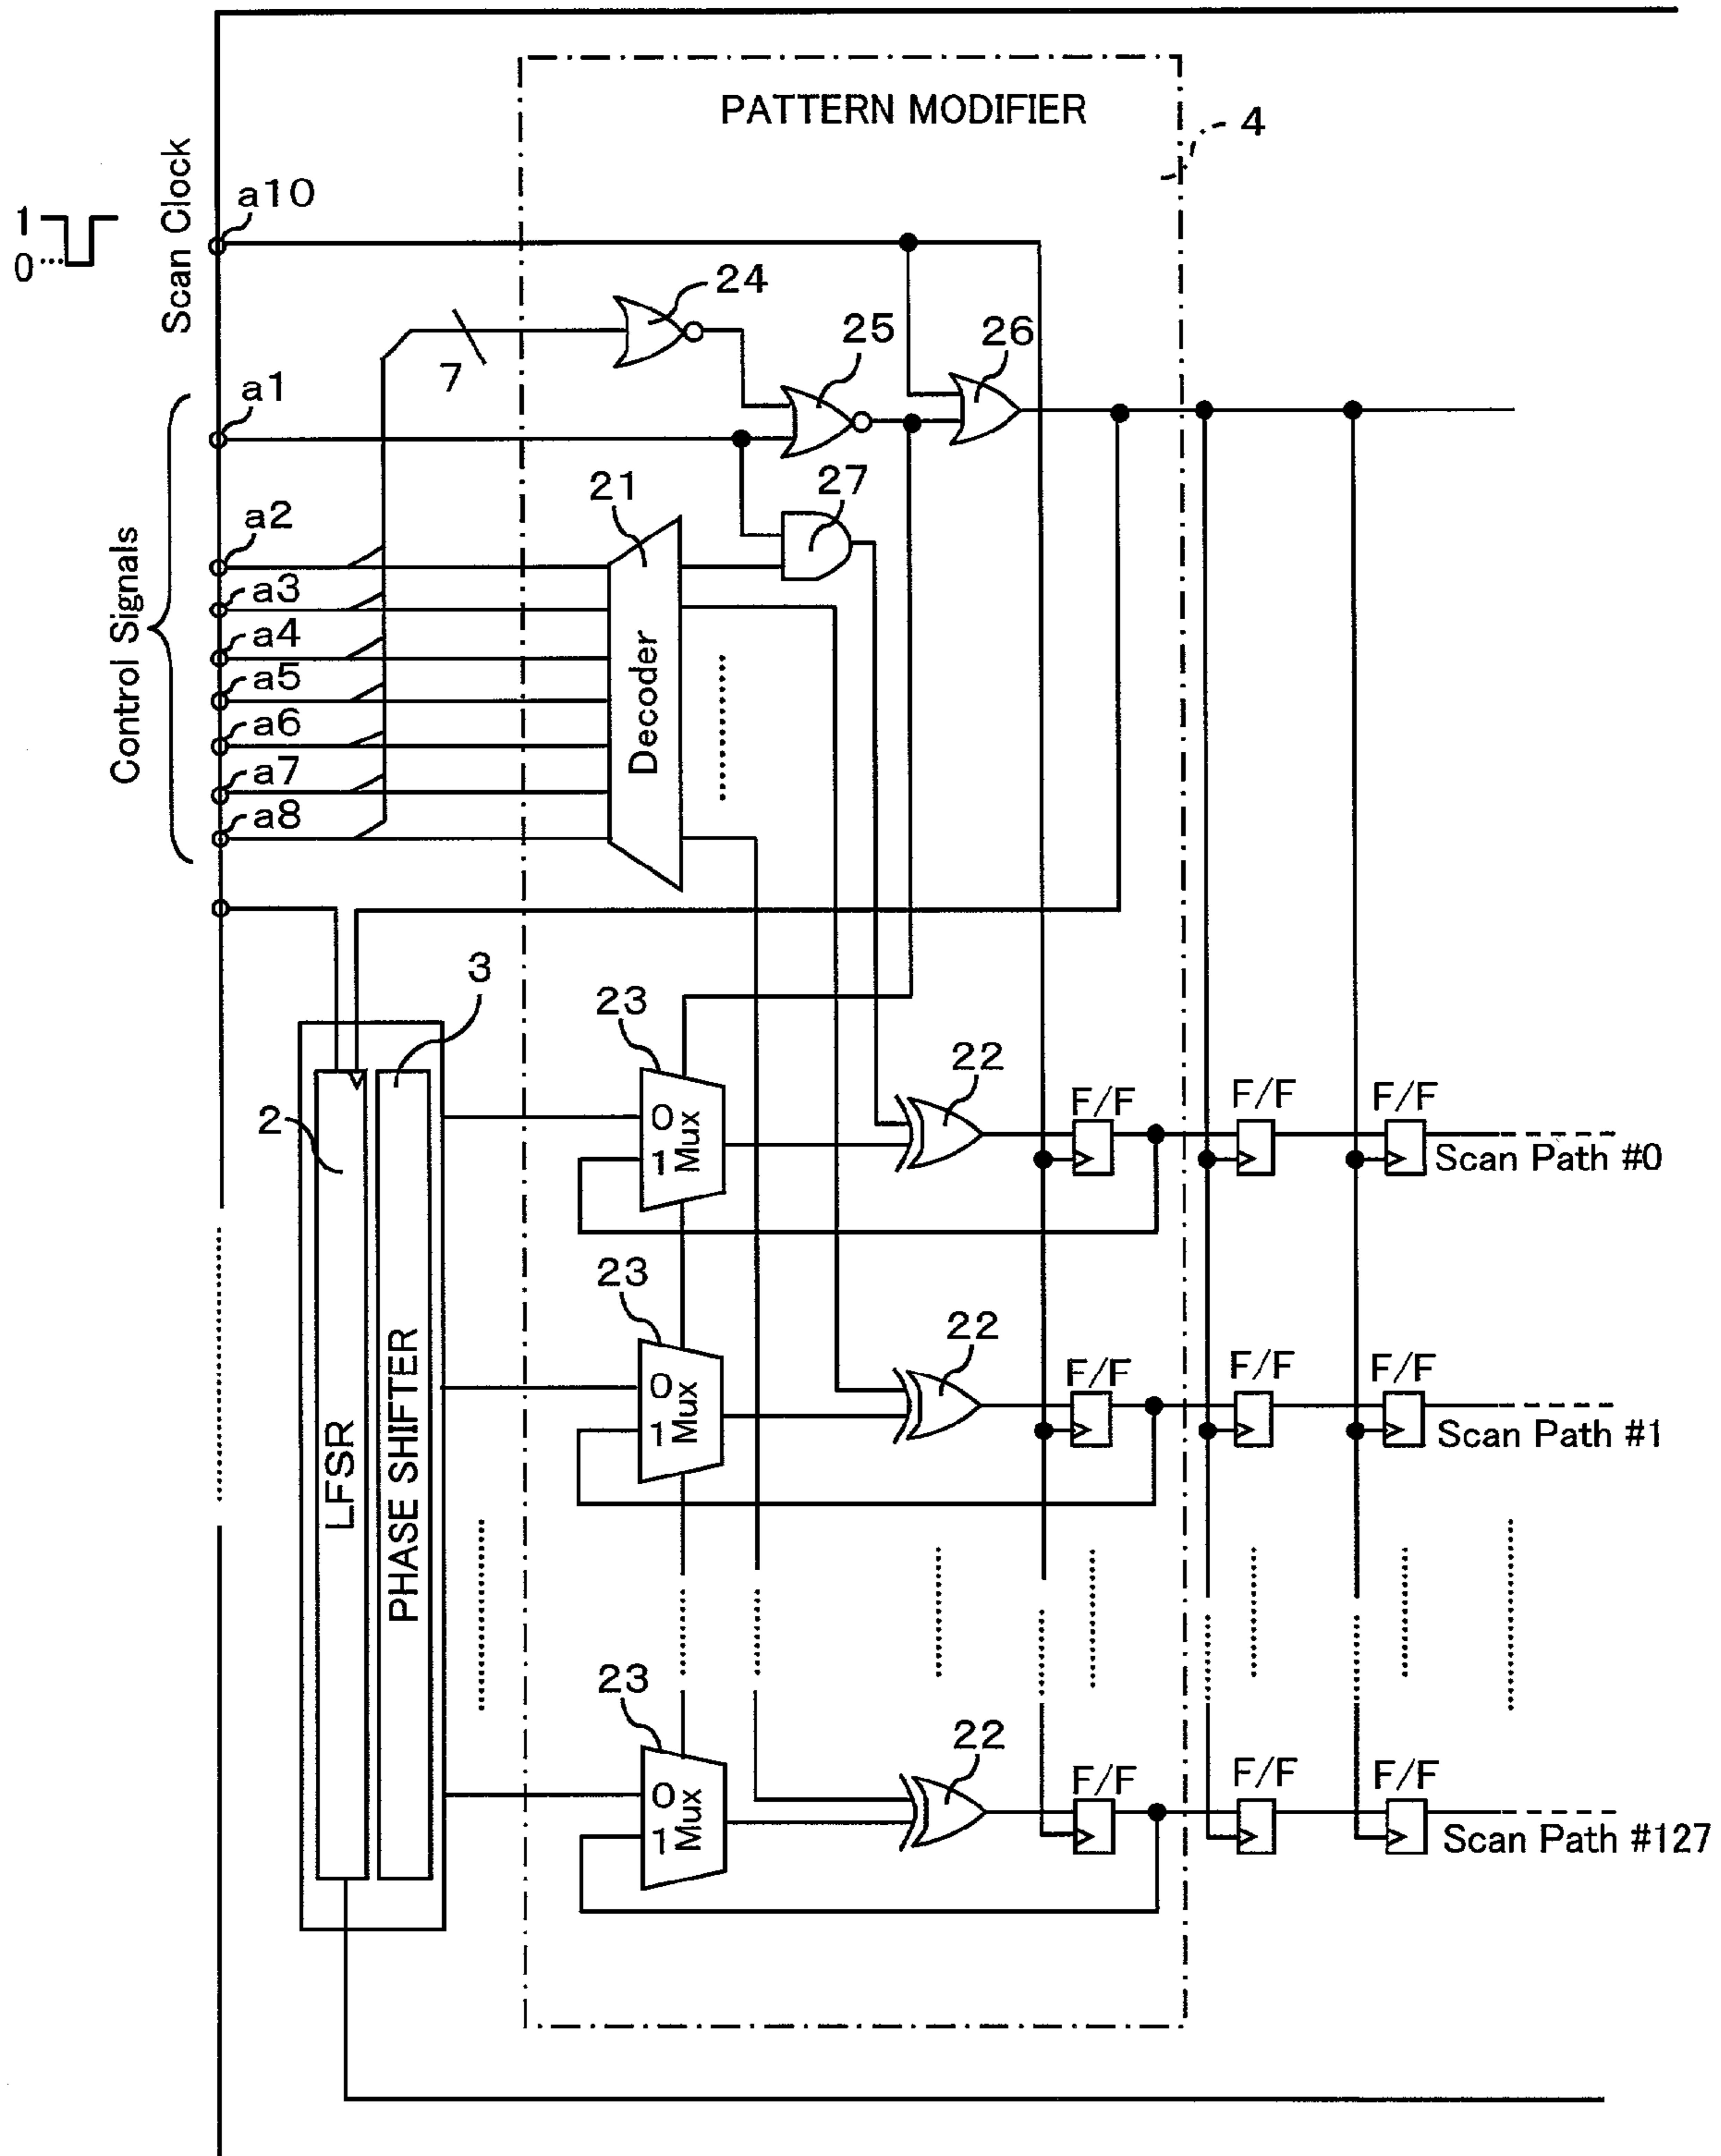 PATTERN MODIFIER
4
Scan Clock
a10
1
0
24
7
25
26
a1
Control Signals
a2
21
27
a3
a4
a5
a6
a7
a8
Decoder
3
23
22
2
0
1
Mux
F/F
F/F
F/F
Scan Path #0
23
22
0
1
Mux
F/F
F/F
F/F
Scan Path #1
LFSR
PHASE SHIFTER
23
22
0
1
Mux
F/F
F/F
F/F
Scan Path #127